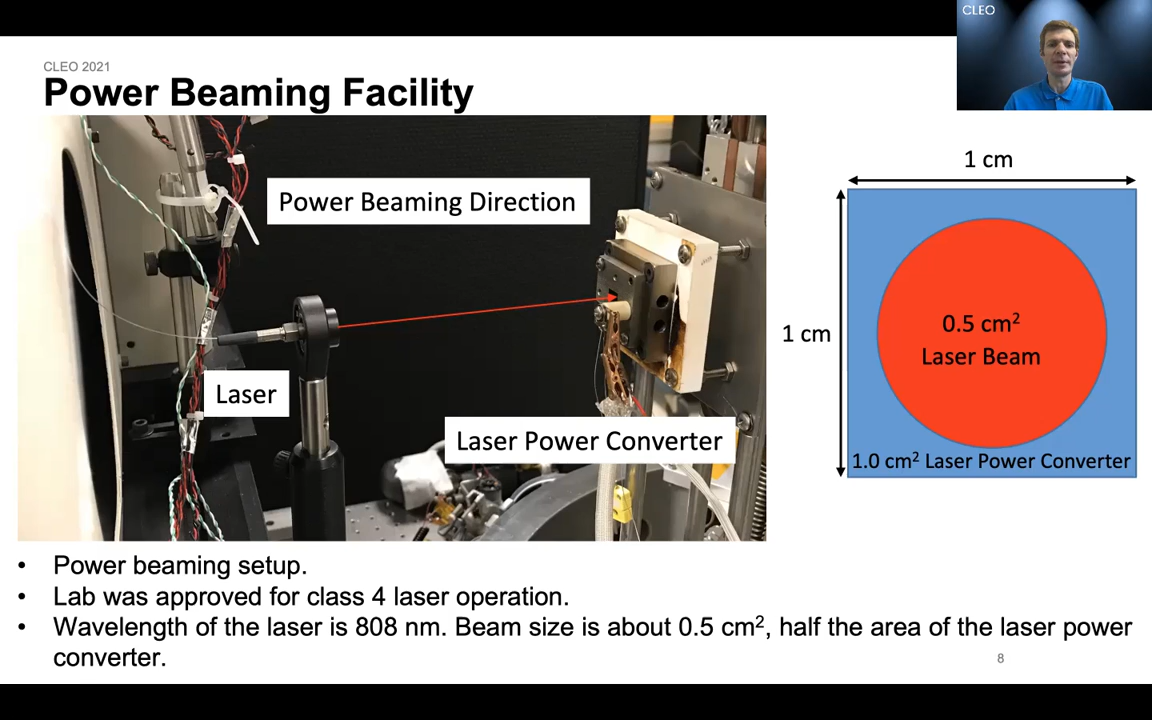 CLEO
CLEO 2021
Power Beaming Facility
Power Beaming Direction
Laser
Laser Power Converter
1 cm
1 cm
0.5 cm²
Laser Beam
1.0 cm² Laser Power Converter
• Power beaming setup.
• Lab was approved for class 4 laser operation.
• Wavelength of the laser is 808 nm. Beam size is about 0.5 cm², half the area of the laser power
converter.
8